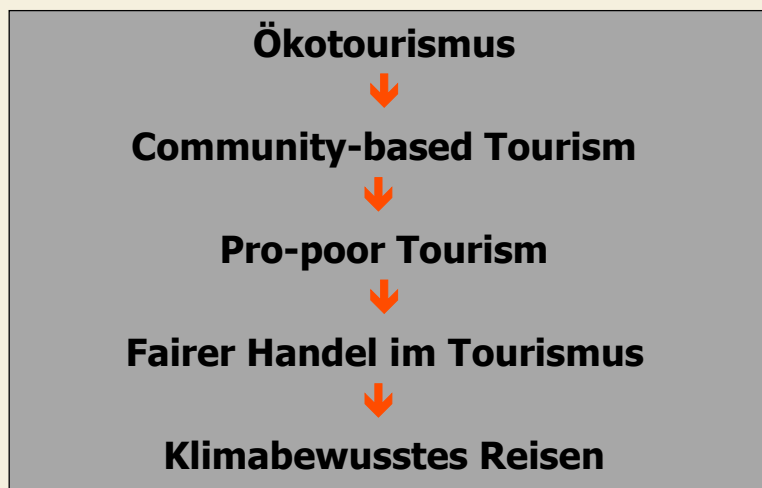 Ökotourismus
Community-based Tourism
Pro-poor Tourism
Fairer Handel im Tourismus
Klimabewusstes Reisen